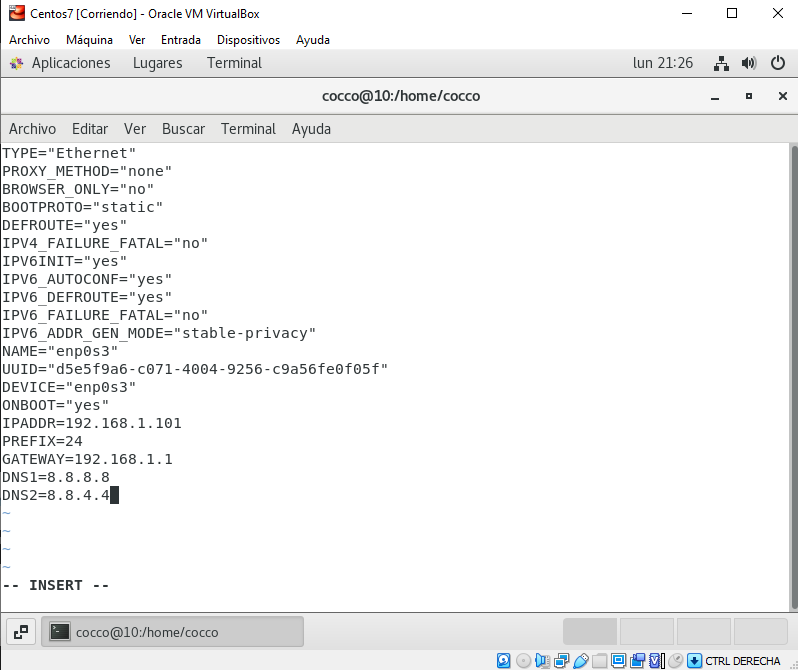 Centos7 [Corriendo] - Oracle VM VirtualBox
Archivo Máquina Ver Entrada Dispositivos Ayuda
Aplicaciones Lugares Terminal lun 21:26
cocco@10:/home/cocco
Archivo Editar Ver Buscar Terminal Ayuda
TYPE="Ethernet"
PROXY_METHOD="none"
BROWSER_ONLY="no"
BOOTPROTO="static"
DEFROUTE="yes"
IPV4_FAILURE_FATAL="no"
IPV6INIT="yes"
IPV6_AUTOCONF="yes"
IPV6_DEFROUTE="yes"
IPV6_FAILURE_FATAL="no"
IPV6_ADDR_GEN_MODE="stable-privacy"
NAME="enp0s3"
UUID="d5e5f9a6-c071-4004-9256-c9a56fe0f05f"
DEVICE="enp0s3"
ONBOOT="yes"
IPADDR=192.168.1.101
PREFIX=24
GATEWAY=192.168.1.1
DNS1=8.8.8.8
DNS2=8.8.4.4
~
~
~
~
-- INSERT --
cocco@10:/home/cocco
CTRL DERECHA